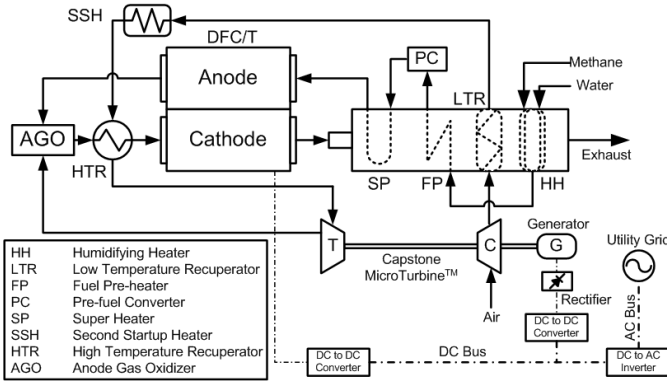 SSH
DFC/T
Anode
PC
LTR
Methane
Water
AGO
HTR
Cathode
SP
FP
HH
Exhaust
T
Capstone
MicroTurbine™
C
Generator
G
Utility Grid
Air
Rectifier
AC Bus
DC to DC
Converter
DC to DC
Converter
DC Bus
DC to AC
Inverter
HH Humidifying Heater
LTR Low Temperature Recuperator
FP Fuel Pre-heater
PC Pre-fuel Converter
SP Super Heater
SSH Second Startup Heater
HTR High Temperature Recuperator
AGO Anode Gas Oxidizer